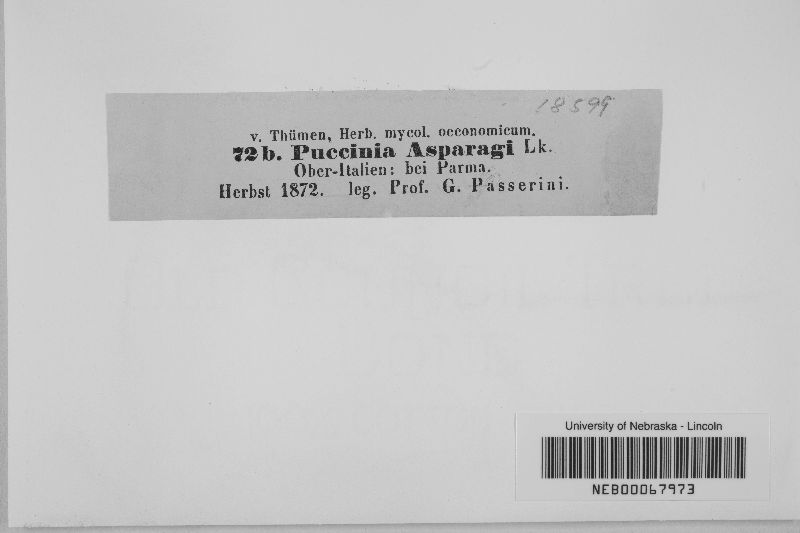 18599
v. Thümen, Herb. mycol. oeconomicum.
72b. Puccinia Asparagi Lk.
Ober-Italien: bei Parma.
Herbst 1872. leg. Prof. G. Passerini.
University of Nebraska - Lincoln
NEB00067973